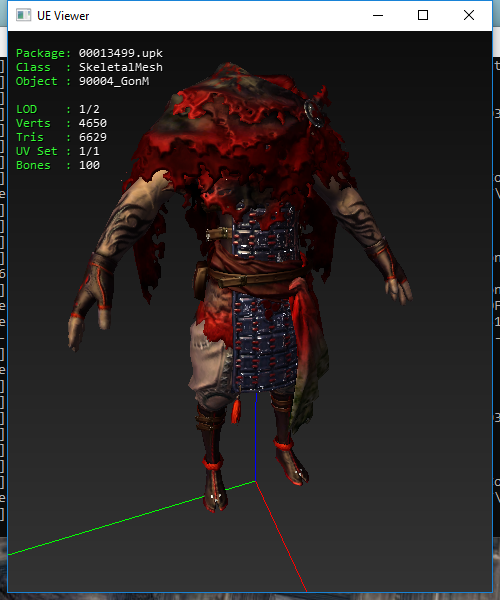 UE Viewer
Package: 00013499.upk
Class  : SkeletalMesh
Object : 90004_GonM
LOD    : 1/2
Verts  : 4650
Tris   : 6629
UV Set : 1/1
Bones  : 100